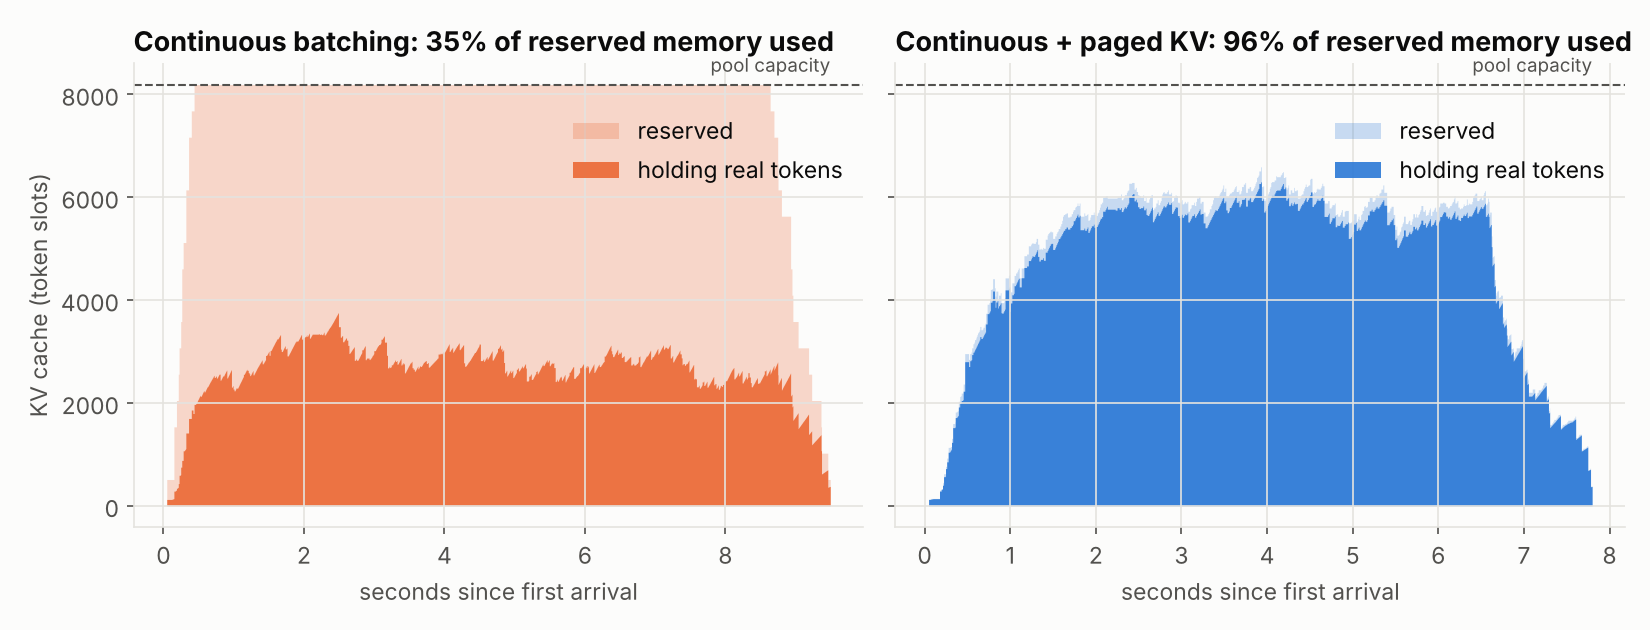 Continuous batching: 35% of reserved memory used
pool capacity
8000
6000
4000
2000
0
KV cache (token slots)
reserved
holding real tokens
0 2 4 6 8
seconds since first arrival
Continuous + paged KV: 96% of reserved memory used
pool capacity
reserved
holding real tokens
0 1 2 3 4 5 6 7 8
seconds since first arrival